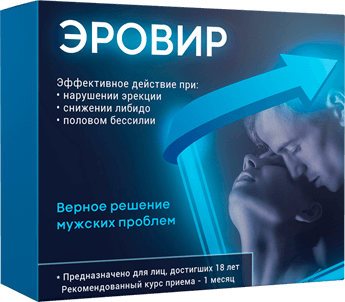 ЭРОВИР
Эффективное действие при:
• нарушении эрекции
• снижении либидо
• половом бессилии
Верное решение
мужских проблем
• Предназначено для лиц, достигших 18 лет
Рекомендованный курс приема - 1 месяц